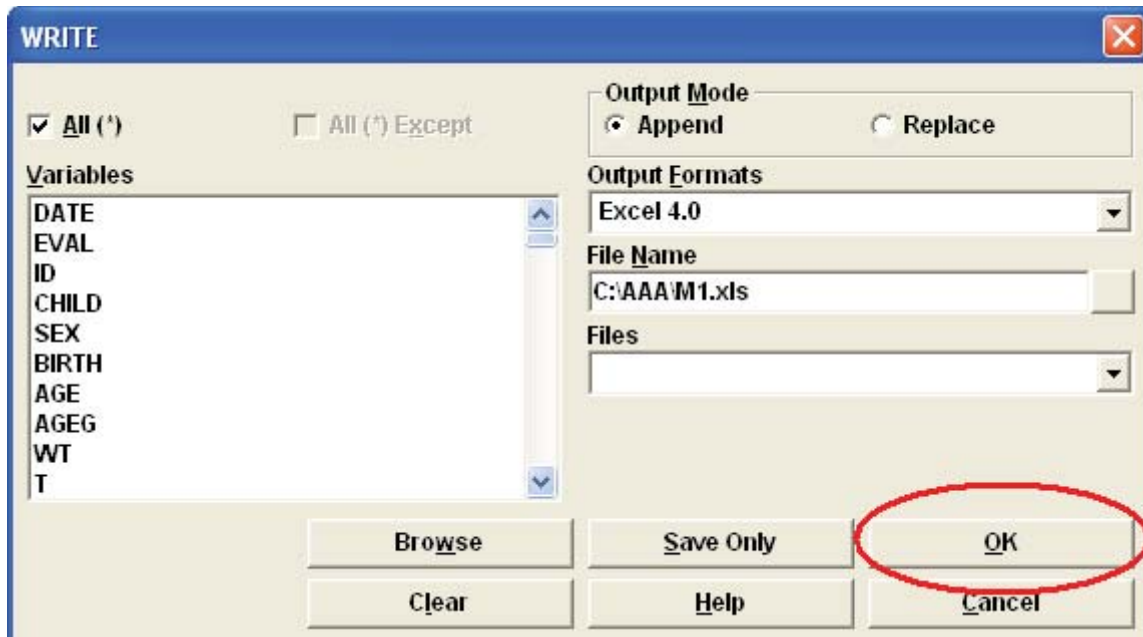 WRITE
All (*)
All (*) Except
Output Mode
Append
Replace
Variables
DATE
EVAL
ID
CHILD
SEX
BIRTH
AGE
AGEG
WT
T
Output Formats
Excel 4.0
File Name
C:\AAA\M1.xls
Files
Browse
Save Only
OK
Clear
Help
Cancel